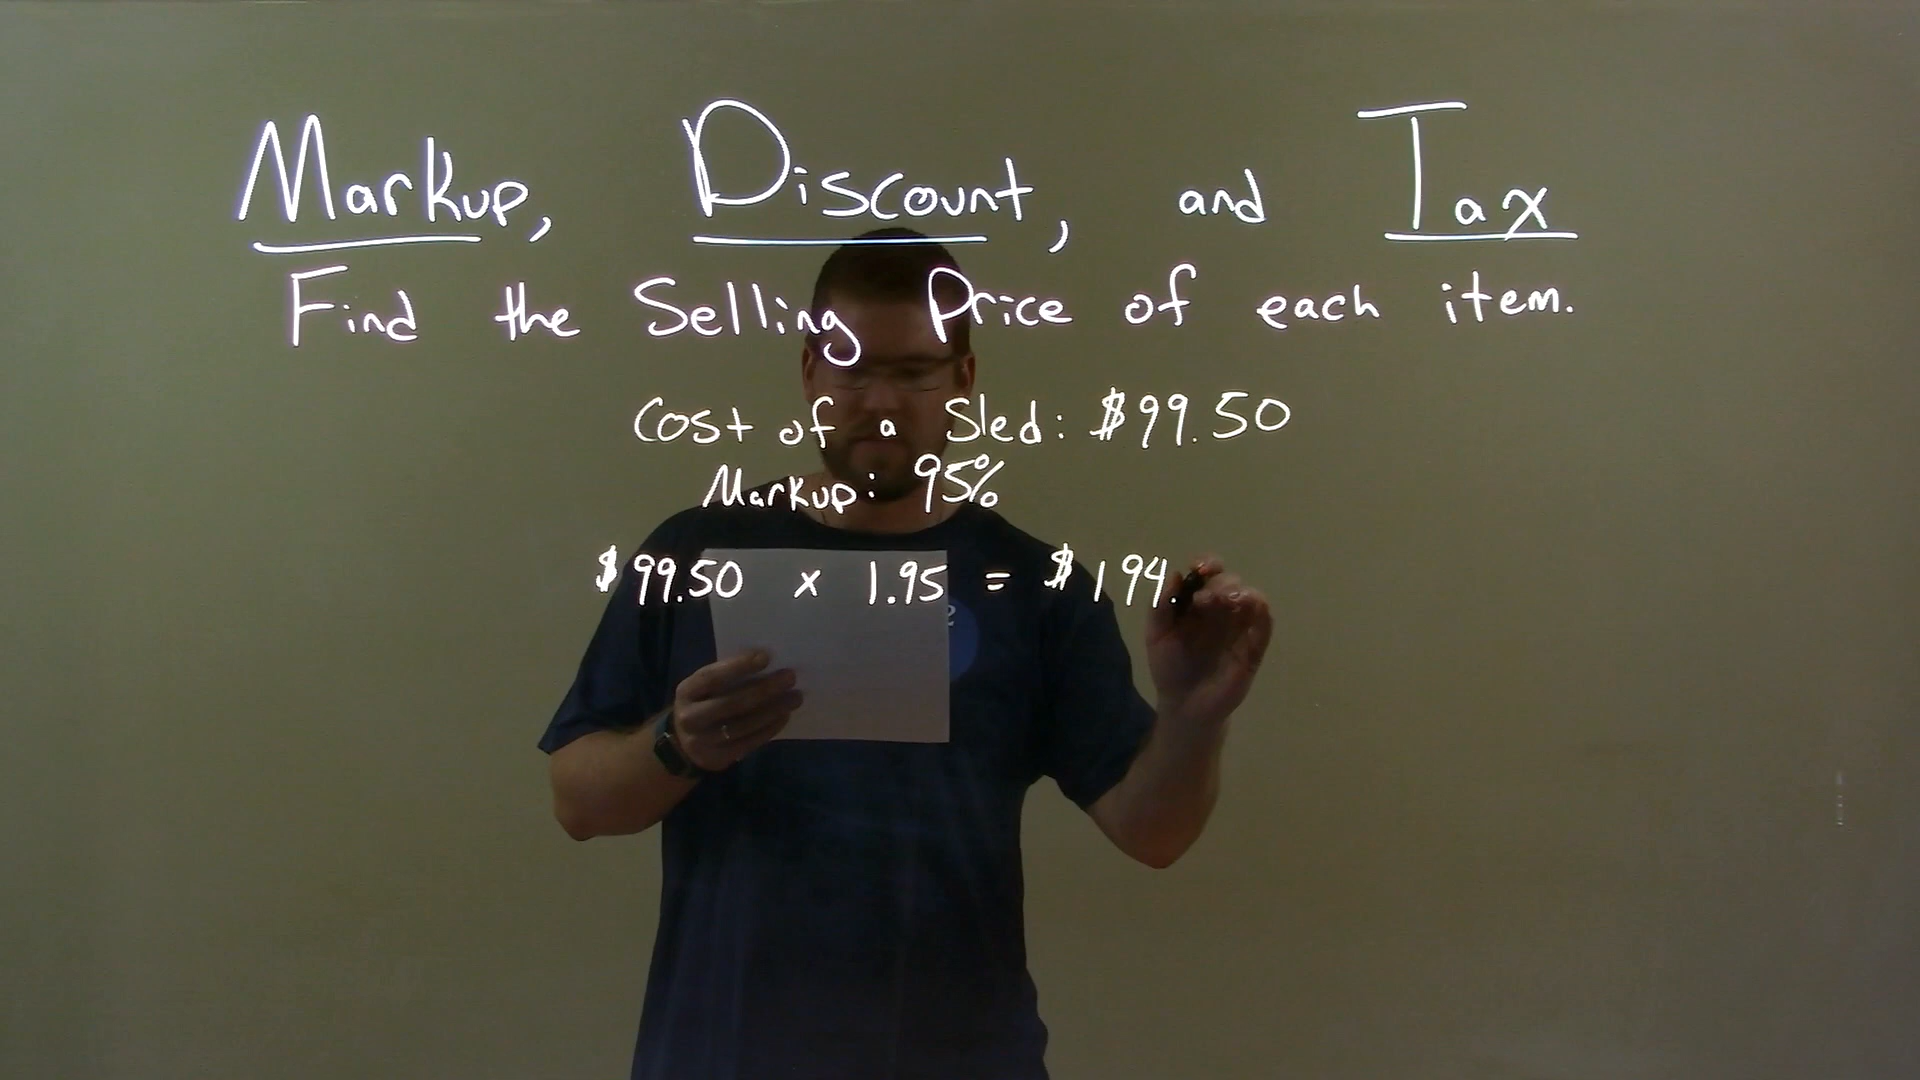 Markup, Discount, and Tax
Find the Selling Price of each item.
Cost of a Sled: $99.50
Markup: 95%
$99.50 x 1.95 = $194.